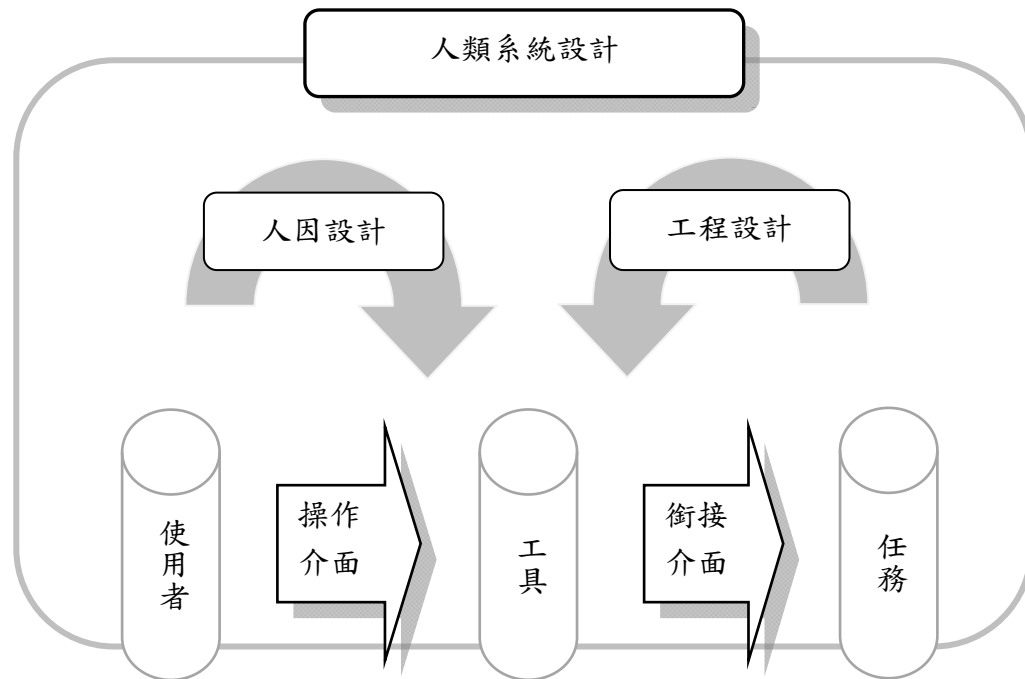 人類系統設計
人因設計
工程設計
使用者
操作
介面
工具
銜接
介面
任務